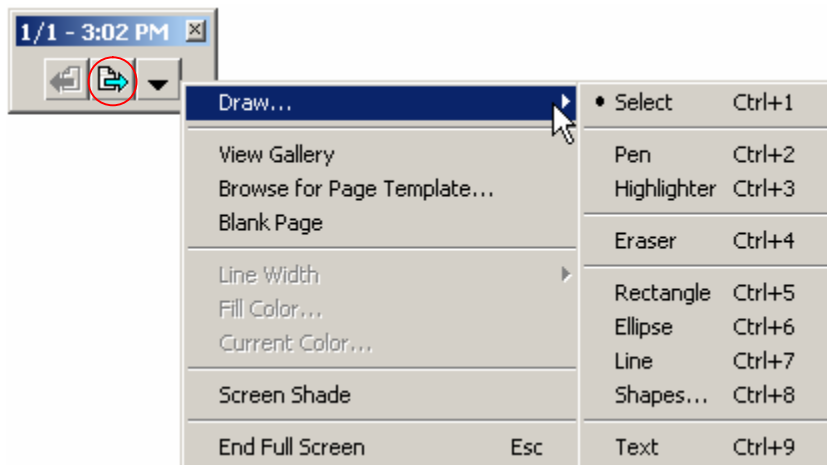 1/1 - 3:02 PM
Draw...
View Gallery
Browse for Page Template...
Blank Page
Line Width
Fill Color...
Current Color...
Screen Shade
End Full Screen Esc
Select Ctrl+1
Pen Ctrl+2
Highlighter Ctrl+3
Eraser Ctrl+4
Rectangle Ctrl+5
Ellipse Ctrl+6
Line Ctrl+7
Shapes... Ctrl+8
Text Ctrl+9